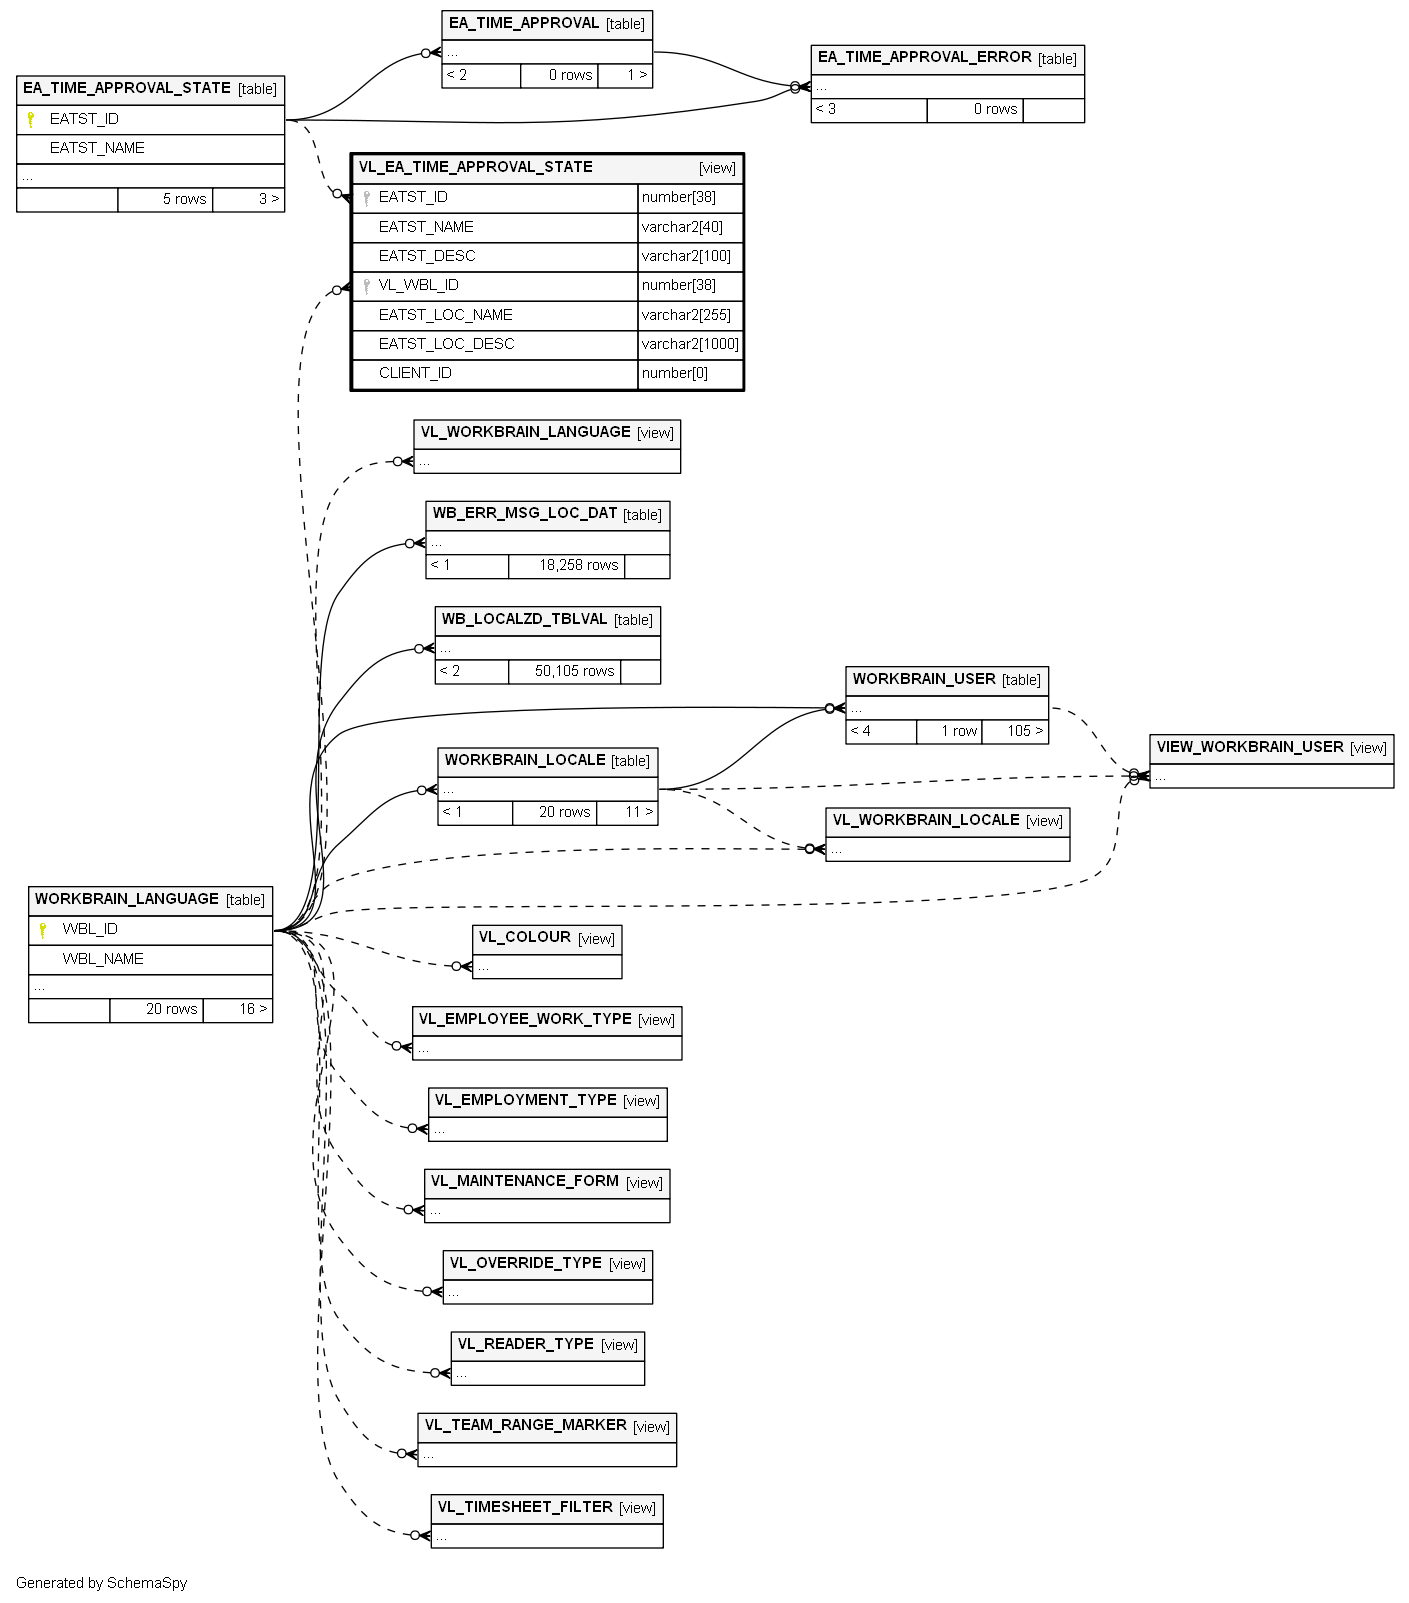 EA_TIME_APPROVAL [table]
...
< 2 0 rows 1 >
EA_TIME_APPROVAL_ERROR [table]
...
< 3 0 rows
EA_TIME_APPROVAL_STATE [table]
EATST_ID
EATST_NAME
...
5 rows 3 >
VL_EA_TIME_APPROVAL_STATE [view]
EATST_ID number[38]
EATST_NAME varchar2[40]
EATST_DESC varchar2[100]
VL_WBL_ID number[38]
EATST_LOC_NAME varchar2[255]
EATST_LOC_DESC varchar2[1000]
CLIENT_ID number[0]
VL_WORKBRAIN_LANGUAGE [view]
...
WB_ERR_MSG_LOC_DAT [table]
...
< 1 18,258 rows
WB_LOCALZD_TBLVAL [table]
...
< 2 50,105 rows
WORKBRAIN_USER [table]
...
< 4 1 row 105 >
VIEW_WORKBRAIN_USER [view]
...
WORKBRAIN_LOCALE [table]
...
< 1 20 rows 11 >
VL_WORKBRAIN_LOCALE [view]
...
WORKBRAIN_LANGUAGE [table]
WBL_ID
WBL_NAME
...
20 rows 16 >
VL_COLOUR [view]
...
VL_EMPLOYEE_WORK_TYPE [view]
...
VL_EMPLOYMENT_TYPE [view]
...
VL_MAINTENANCE_FORM [view]
...
VL_OVERRIDE_TYPE [view]
...
VL_READER_TYPE [view]
...
VL_TEAM_RANGE_MARKER [view]
...
VL_TIMESHEET_FILTER [view]
...
Generated by SchemaSpy